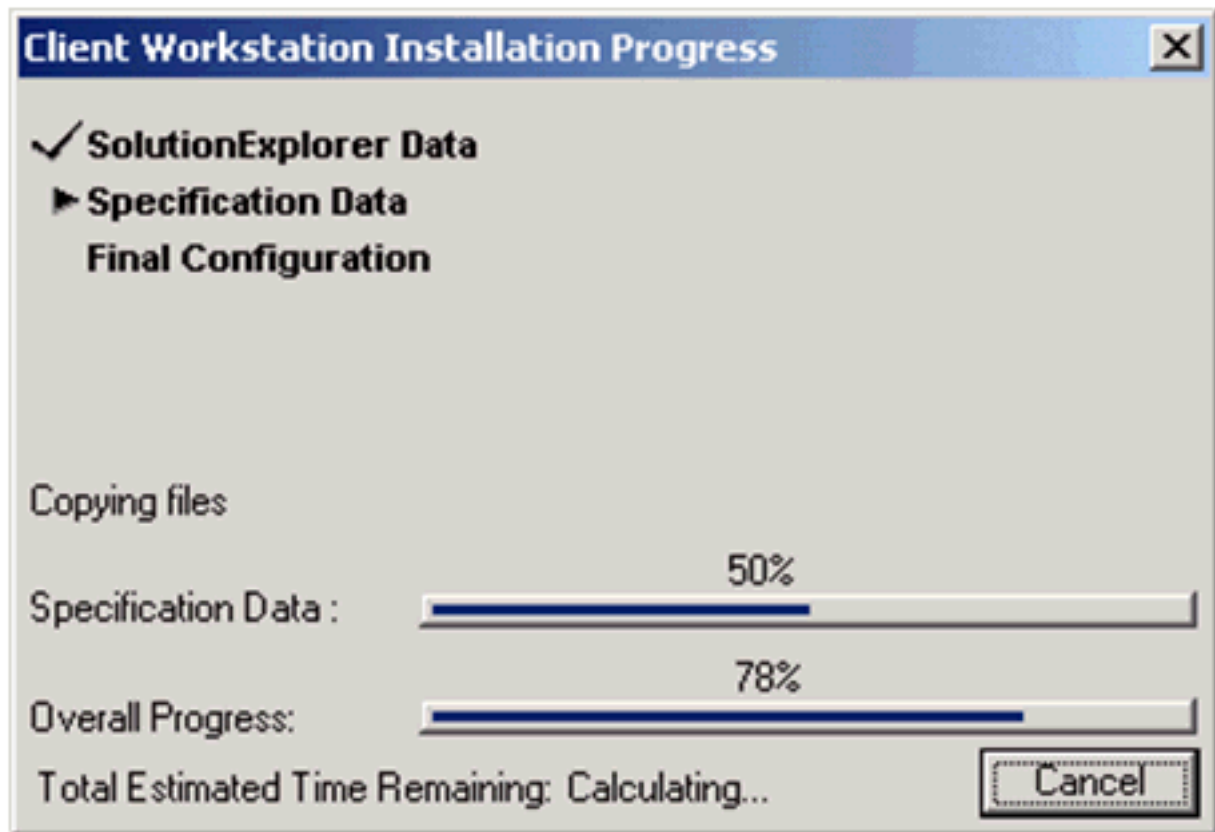 Client Workstation Installation Progress
SolutionExplorer Data
Specification Data
Final Configuration
Copying files
50%
Specification Data :
78%
Overall Progress:
Total Estimated Time Remaining: Calculating...
Cancel